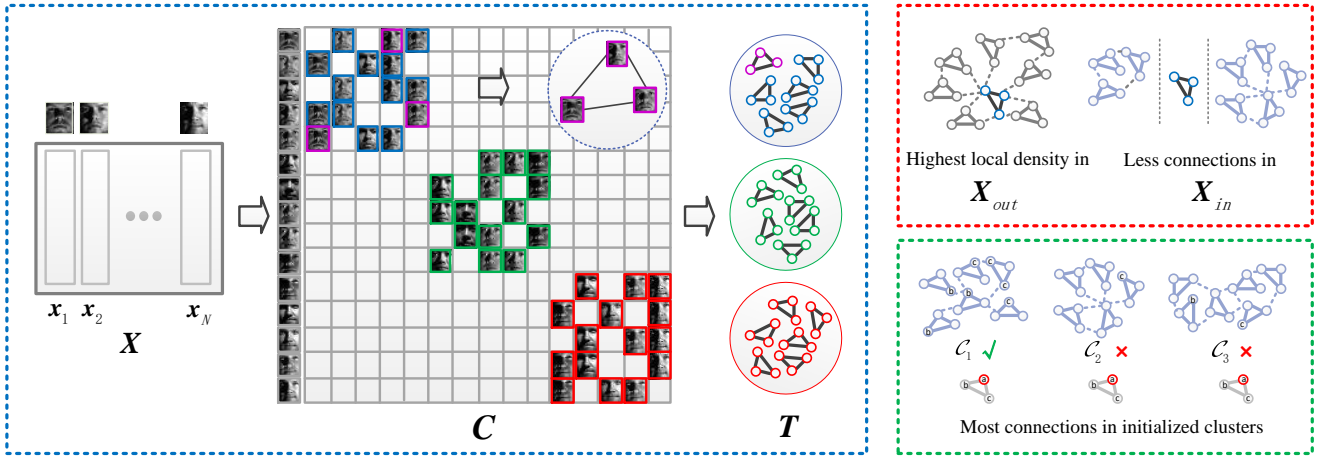 x1 x2 xN
X
C
T
Highest local density in
Xout
Less connections in
Xin
c c
b b c c
b
c
b
c
C1 ✓ C2 × C3 ×
b a c
b a c
b a c
Most connections in initialized clusters